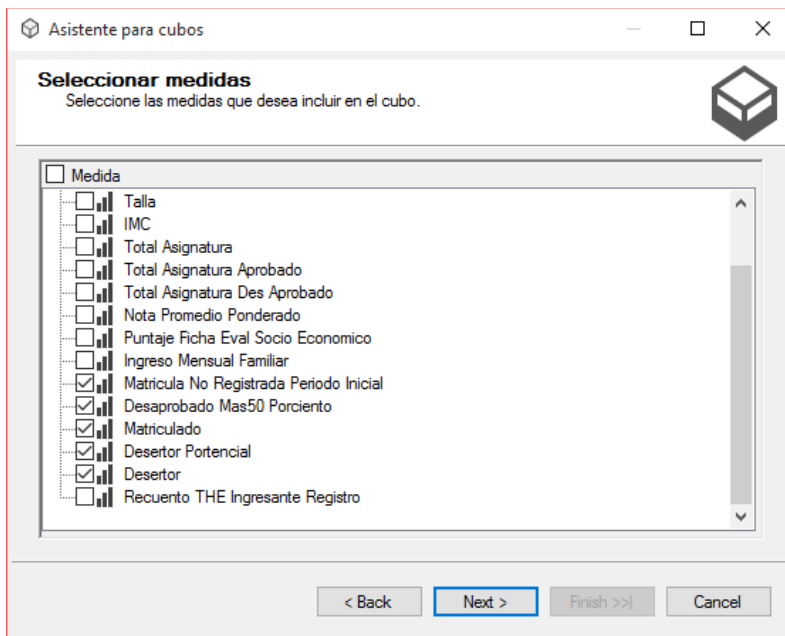 Asistente para cubos
Seleccionar medidas
Seleccione las medidas que desea incluir en el cubo.
Medida
Talla
IMC
Total Asignatura
Total Asignatura Aprobado
Total Asignatura Des Aprobado
Nota Promedio Ponderado
Puntaje Ficha Eval Socio Economico
Ingreso Mensual Familiar
Matricula No Registrada Periodo Inicial
Desaprobado Mas50 Porciento
Matriculado
Desertor Portencial
Desertor
Recuento THE Ingresante Registro
< Back Next > Finish >>| Cancel